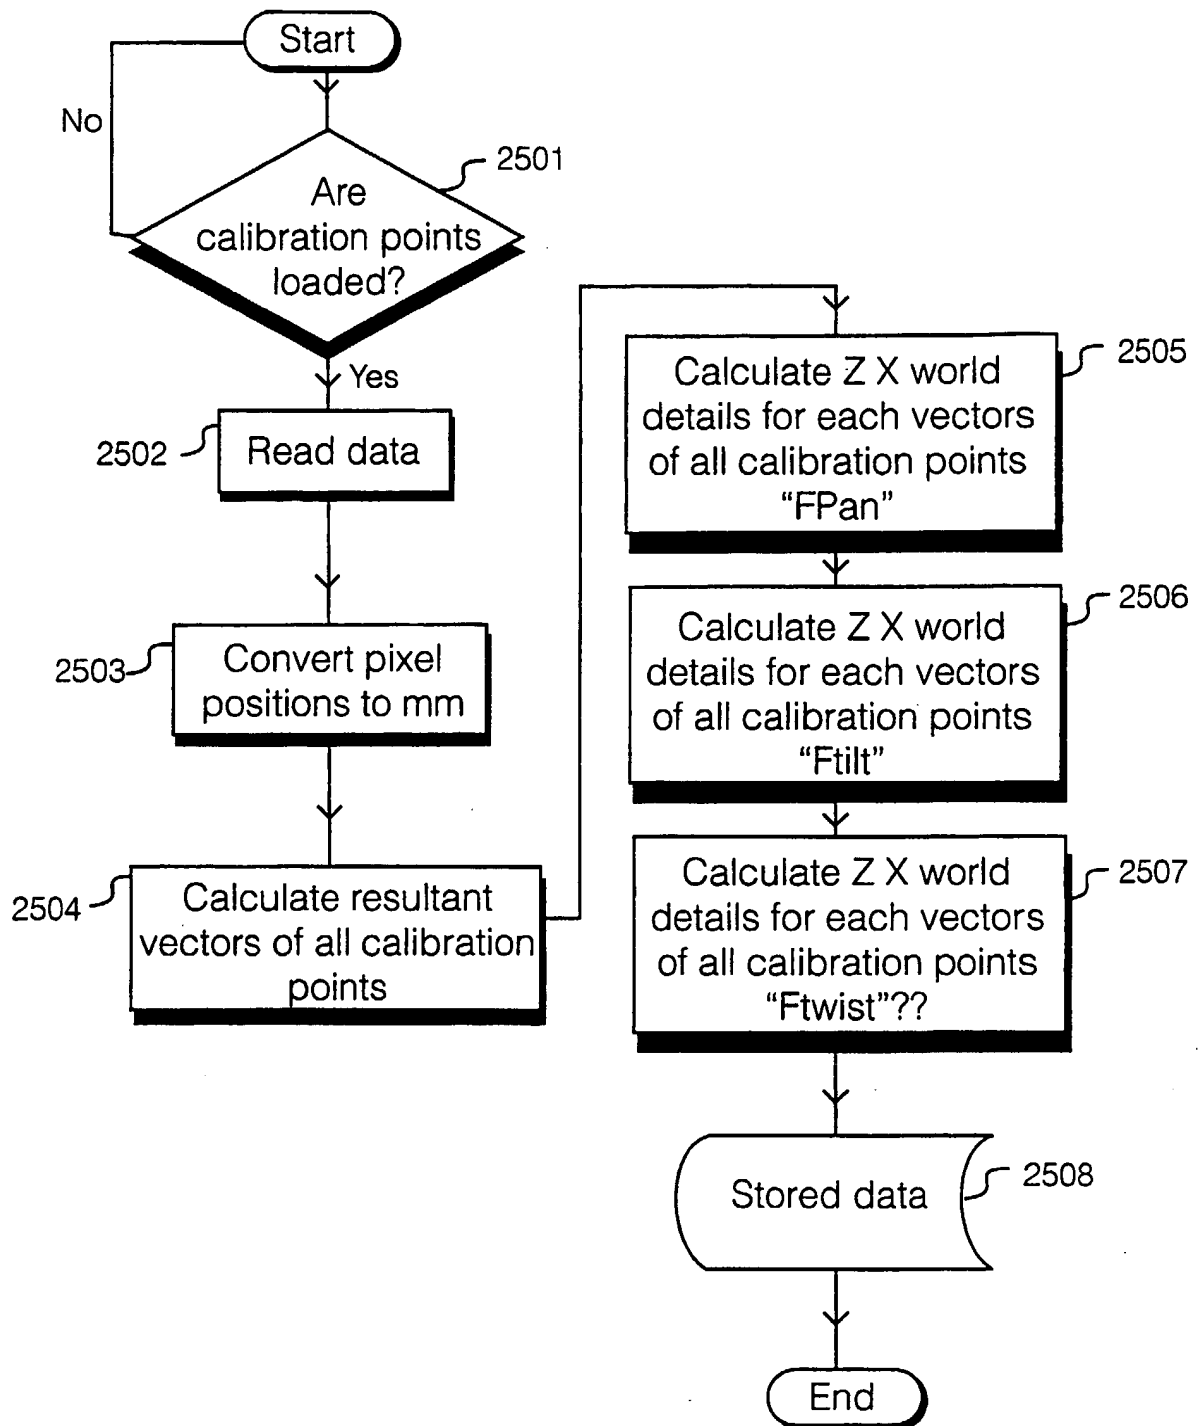 Start
No
2501
Are
calibration points
loaded?
Yes
2502
Read data
2503
Convert pixel
positions to mm
2504
Calculate resultant
vectors of all calibration
points
2505
Calculate Z X world
details for each vectors
of all calibration points
“FPan”
2506
Calculate Z X world
details for each vectors
of all calibration points
“Ftilt”
2507
Calculate Z X world
details for each vectors
of all calibration points
“Ftwist”??
Stored data
2508
End